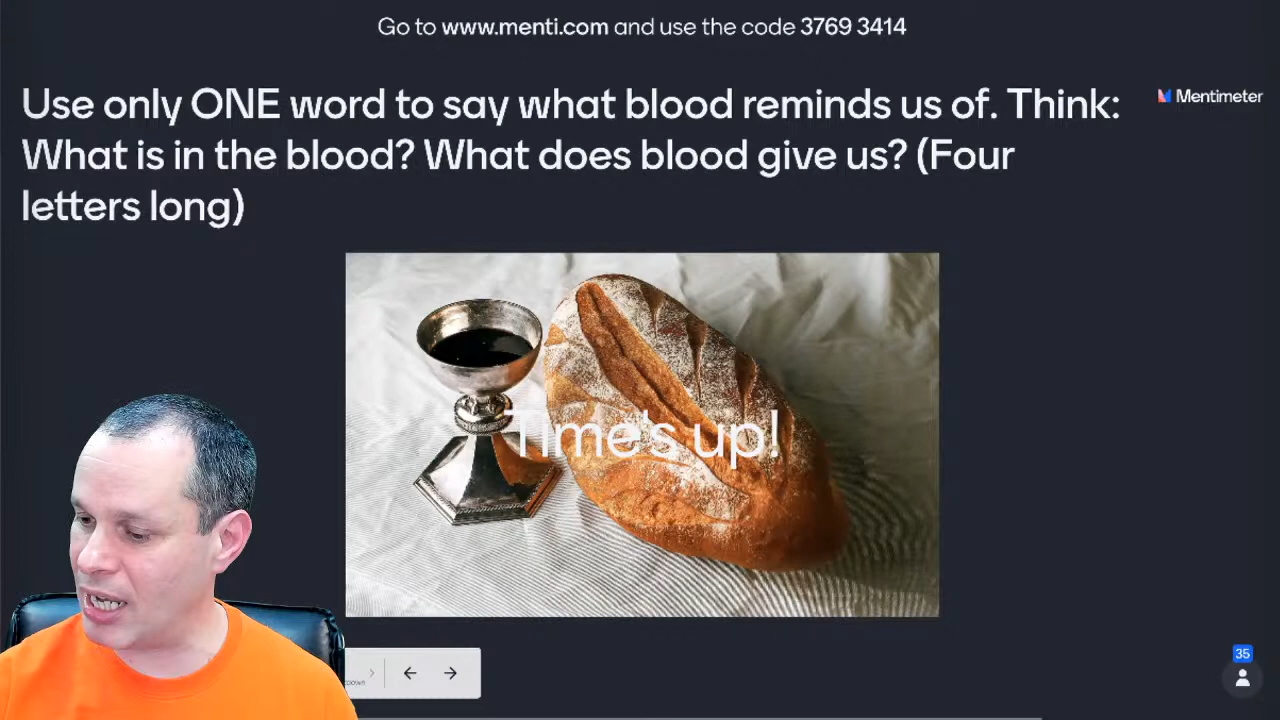 Go to www.menti.com and use the code 3769 3414
Use only ONE word to say what blood reminds us of. Think:
What is in the blood? What does blood give us? (Four
letters long)
Mentimeter
Time's up!
35